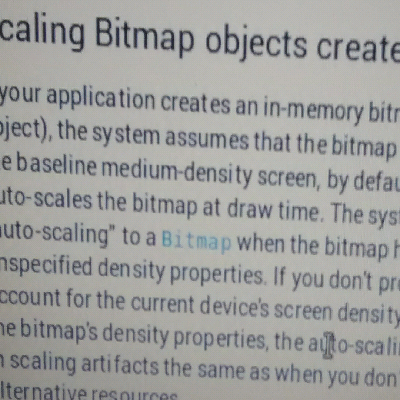 caling Bitmap objects create
your application creates an in-memory bitr
bject), the system assumes that the bitmap
e baseline medium-density screen, by defau
uto-scales the bitmap at draw time. The sys
auto-scaling" to a Bitmap when the bitmap h
nspecified density properties. If you don't pr
ccount for the current device's screen density
he bitmap's density properties, the auto-scali
n scaling artifacts the same as when you don'
lternative resources.